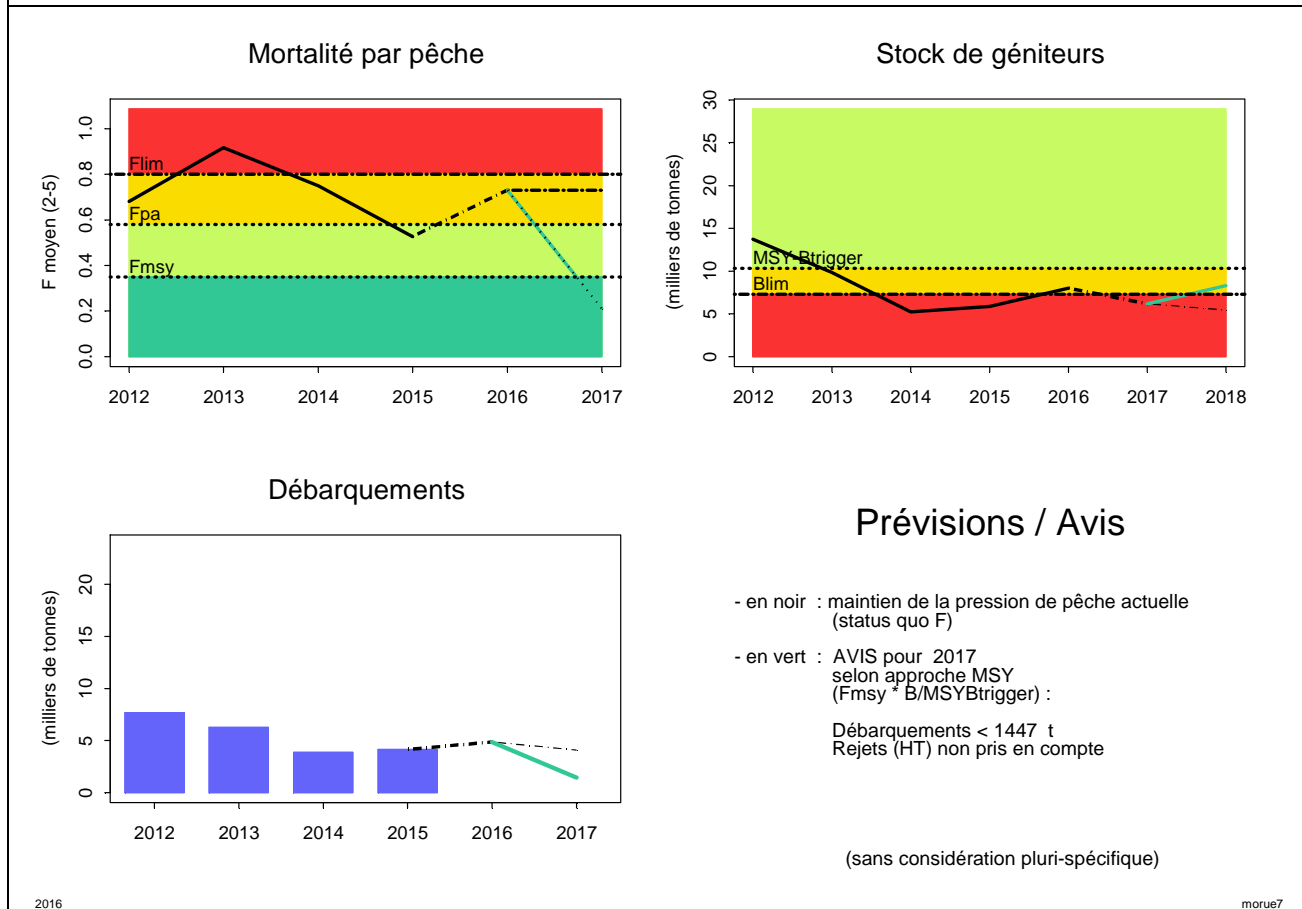 Mortalité par pêche
F moyen (2-5)
0.0 0.2 0.4 0.6 0.8 1.0
Flim
Fpa
Fmsy
2012 2013 2014 2015 2016 2017
Stock de géniteurs
(milliers de tonnes)
0 5 10 15 20 25 30
MSY-Btrigger
Blim
2012 2013 2014 2015 2016 2017 2018
Débarquements
(milliers de tonnes)
0 5 10 15 20
2012 2013 2014 2015 2016 2017
Prévisions / Avis
- en noir : maintien de la pression de pêche actuelle
(status quo F)
- en vert : AVIS pour 2017
selon approche MSY
(Fmsy * B/MSYBtrigger) :
Débarquements < 1447 t
Rejets (HT) non pris en compte
(sans considération pluri-spécifique)
2016
morue7